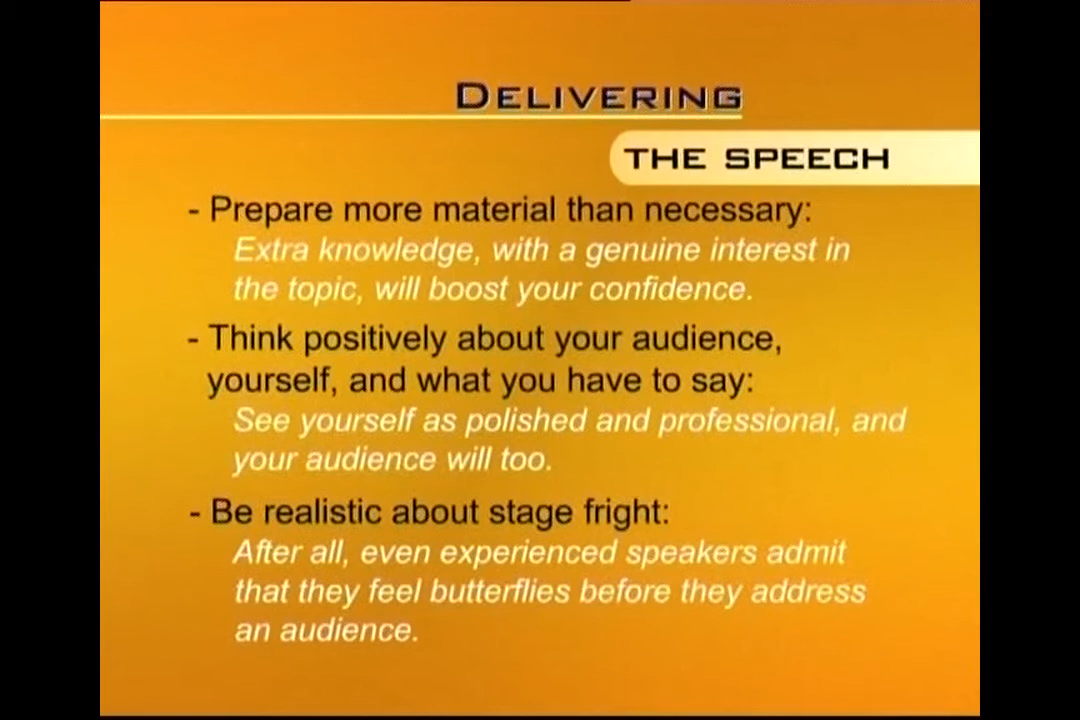 DELIVERING
THE SPEECH
- Prepare more material than necessary:
Extra knowledge, with a genuine interest in
the topic, will boost your confidence.
- Think positively about your audience,
yourself, and what you have to say:
See yourself as polished and professional, and
your audience will too.
- Be realistic about stage fright:
After all, even experienced speakers admit
that they feel butterflies before they address
an audience.